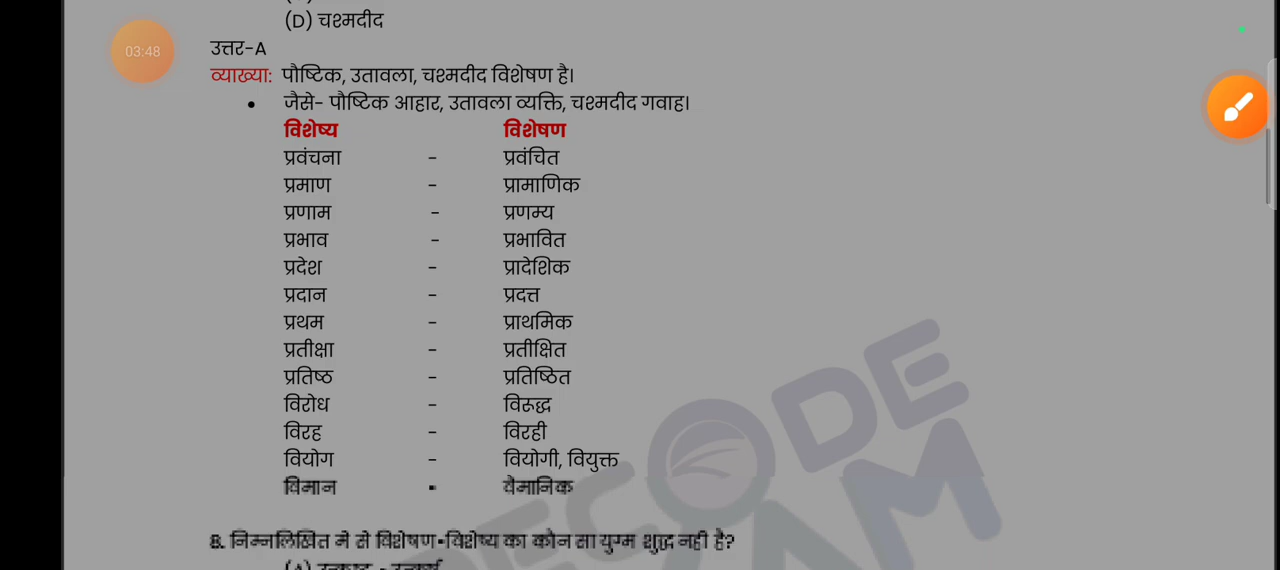 (D) चश्मदीद
03:48
उत्तर-A
व्याख्या: पौष्टिक, उतावला, चश्मदीद विशेषण है।
• जैसे- पौष्टिक आहार, उतावला व्यक्ति, चश्मदीद गवाह।
विशेष्य विशेषण
प्रवंचना - प्रवंचित
प्रमाण - प्रामाणिक
प्रणाम - प्रणम्य
प्रभाव - प्रभावित
प्रदेश - प्रादेशिक
प्रदान - प्रदत्त
प्रथम - प्राथमिक
प्रतीक्षा - प्रतीक्षित
प्रतिष्ठ - प्रतिष्ठित
विरोध - विरूद्ध
विरह - विरही
वियोग - वियोगी, वियुक्त
विमान - वैमानिक
8. निम्नलिखित मे से विशेषण-विशेष्य का कौन सा युग्म शुद्ध नही है?
(A)
DECODE